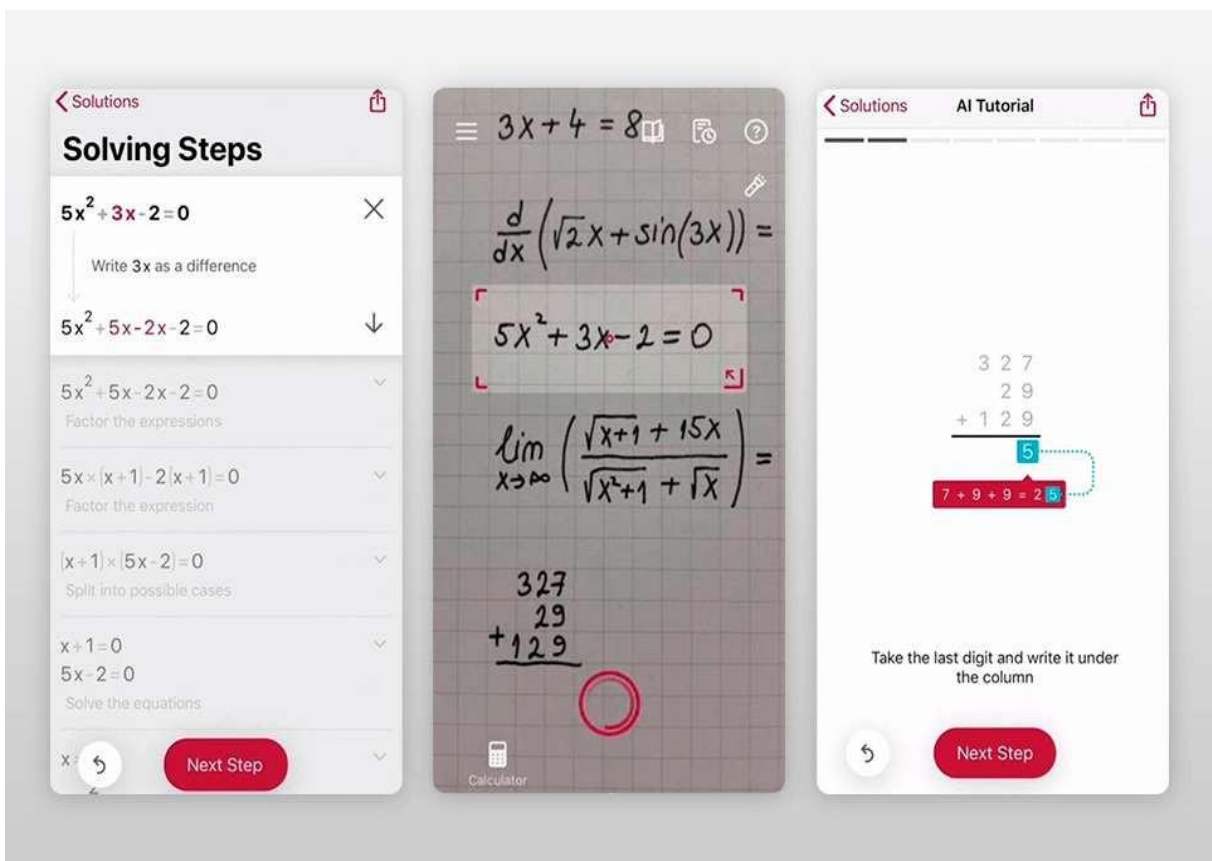 Solutions
Solving Steps
5x²+3x-2=0
Write 3x as a difference
5x²+5x-2x-2=0
5x²+5x-2x-2=0
Factor the expressions
5x×(x+1)-2(x+1)=0
Factor the expression
(x+1)×(5x-2)=0
Split into possible cases
x+1=0
5x-2=0
Solve the equations
Next Step
3x+4=8
d/dx(√2x+sin(3x))=
5x²+3x-2=0
lim x→∞ ((√(x+1)+15x)/(√(x²+1)+√x))=
327
29
+129
Calculator
Solutions AI Tutorial
327
29
+129
5
7+9+9=25
Take the last digit and write it under
the column
Next Step